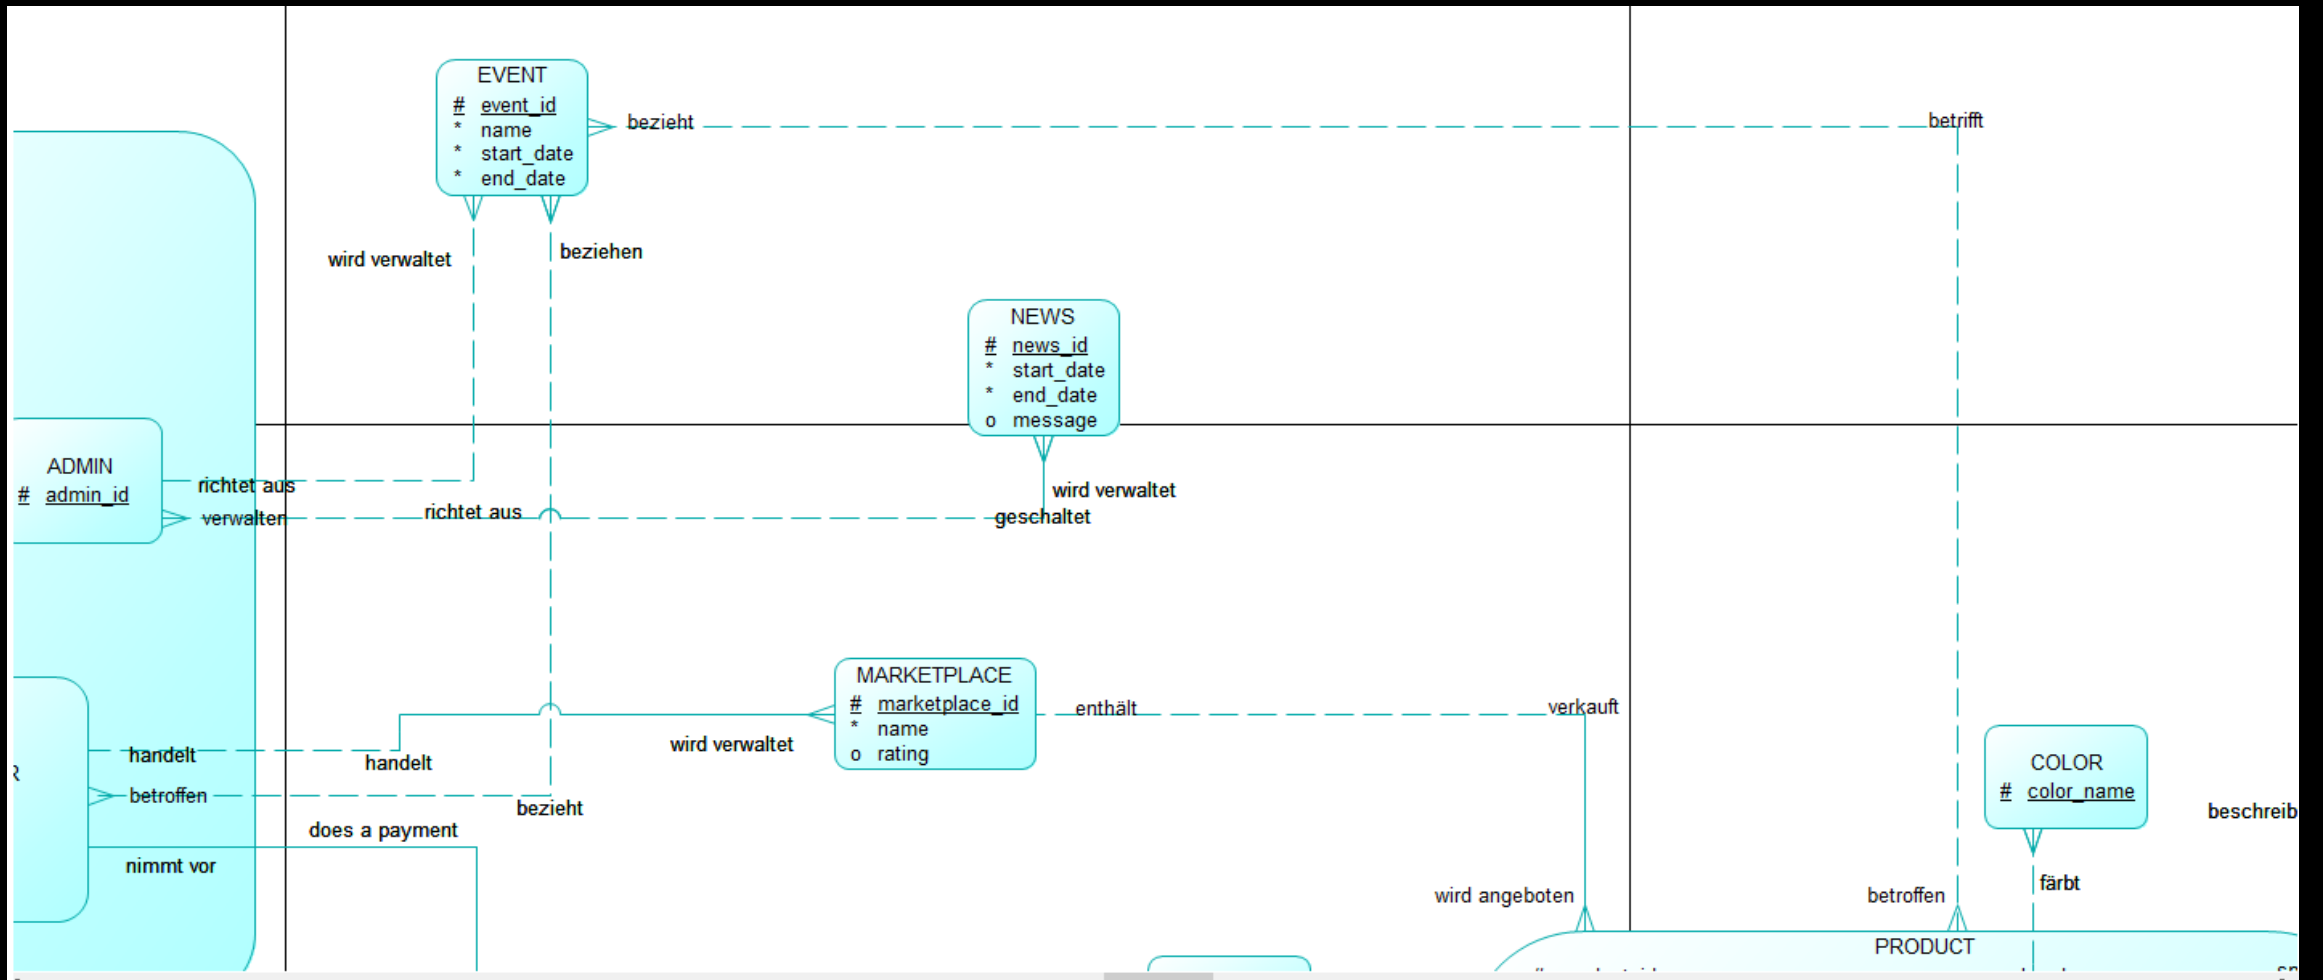 EVENT
# event_id
* name
* start_date
* end_date
bezieht
betrifft
wird verwaltet
beziehen
NEWS
# news_id
* start_date
* end_date
o message
ADMIN
# admin_id
richtet aus
verwalten
richtet aus
wird verwaltet
geschaltet
MARKETPLACE
# marketplace_id
* name
o rating
enthält
verkauft
handelt
handelt
wird verwaltet
R
betroffen
bezieht
does a payment
nimmt vor
COLOR
# color_name
beschreib
färbt
wird angeboten
betroffen
PRODUCT